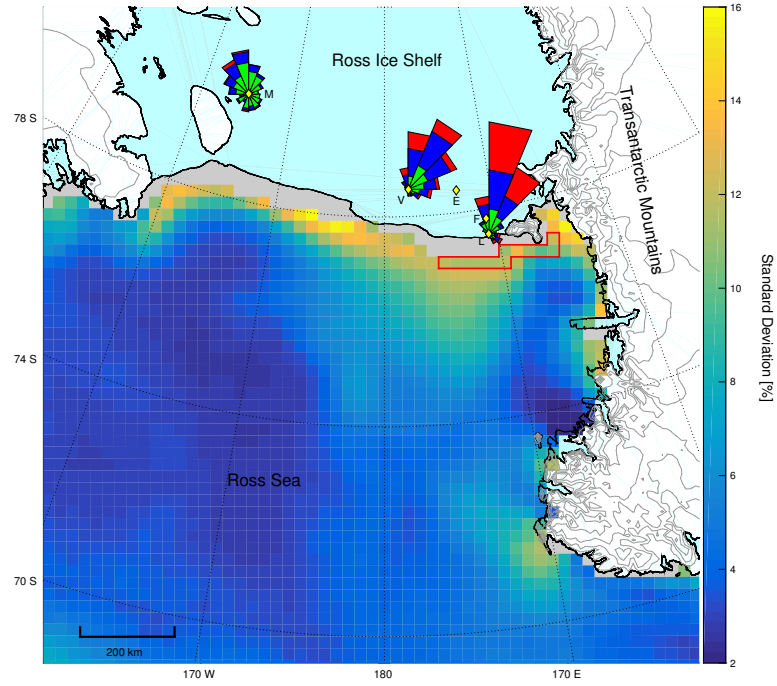 Ross Ice Shelf
Transantarctic Mountains
M
V
E
F
L
Ross Sea
200 km
78 S
74 S
70 S
170 W
180
170 E
16
14
12
10
8
6
4
2
Standard Deviation [%]